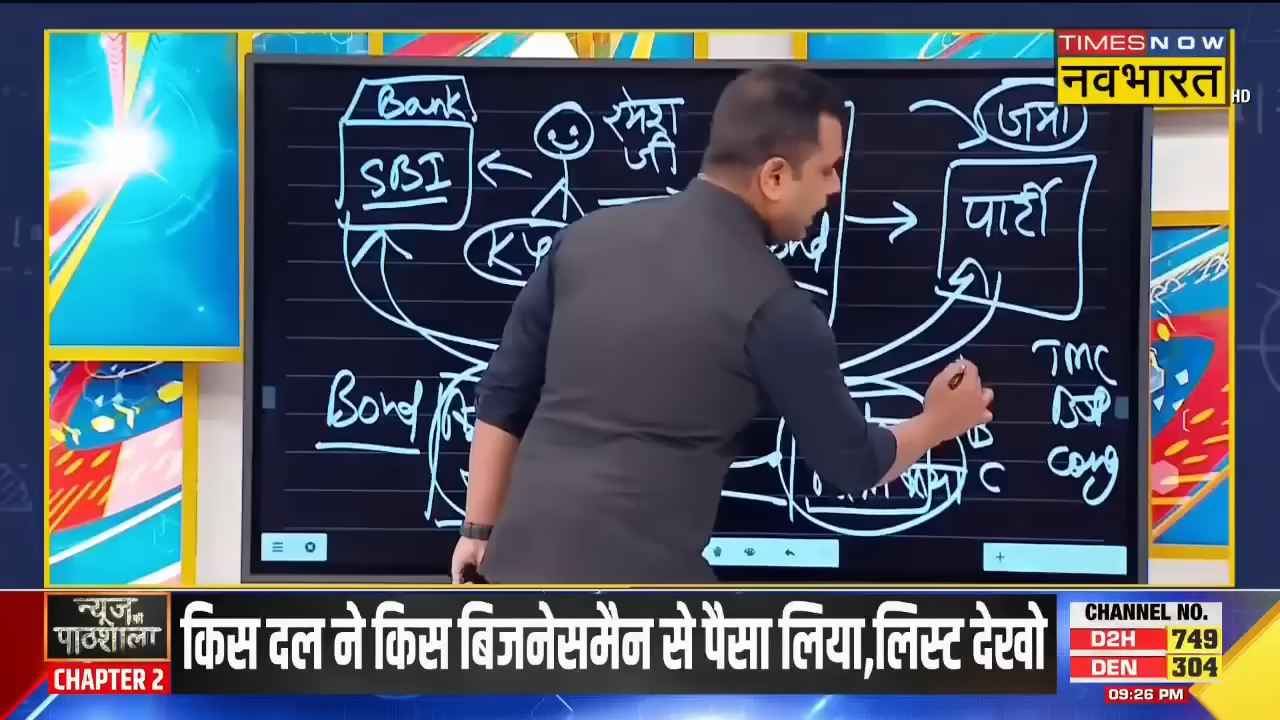 TIMES NOW
नवभारत
HD
Bank
SBI
रमेश
जी
जमा
पार्टी
TMC
BJP
Cong
Bond
B
C
न्यूज़ की
पाठशाला
CHAPTER 2
किस दल ने किस बिजनेसमैन से पैसा लिया,लिस्ट देखो
CHANNEL NO.
D2H 749
DEN 304
09:26 PM